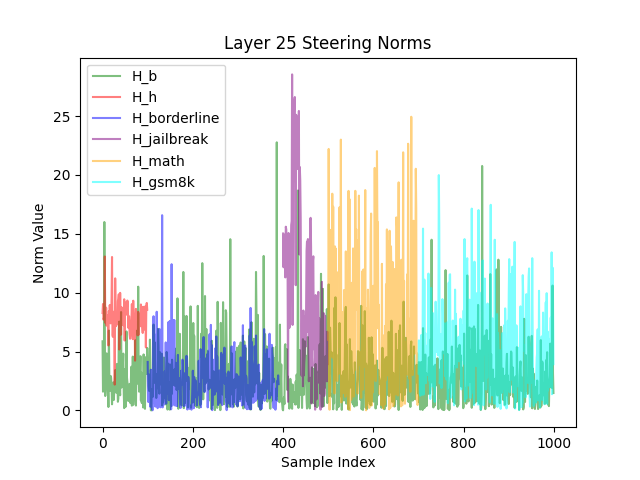 Layer 25 Steering Norms
H_b
H_h
H_borderline
H_jailbreak
H_math
H_gsm8k
Norm Value
25
20
15
10
5
0
0 200 400 600 800 1000
Sample Index